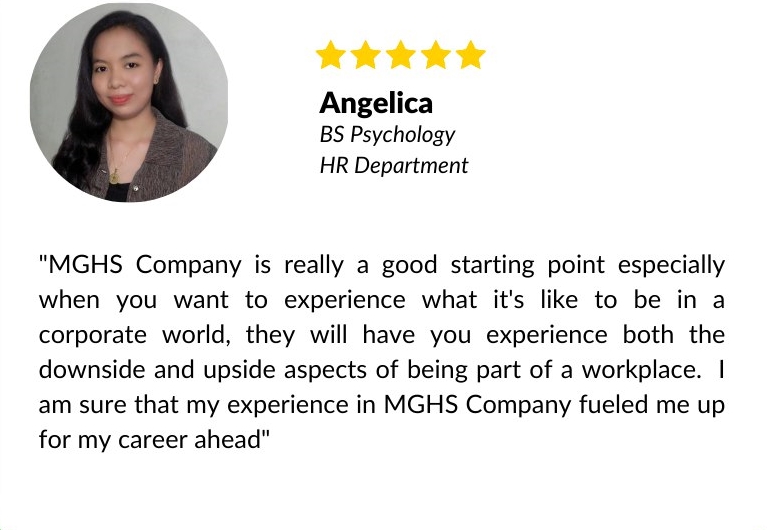 Angelica
BS Psychology
HR Department
"MGHS Company is really a good starting point especially
when you want to experience what it's like to be in a
corporate world, they will have you experience both the
downside and upside aspects of being part of a workplace.  I
am sure that my experience in MGHS Company fueled me up
for my career ahead"